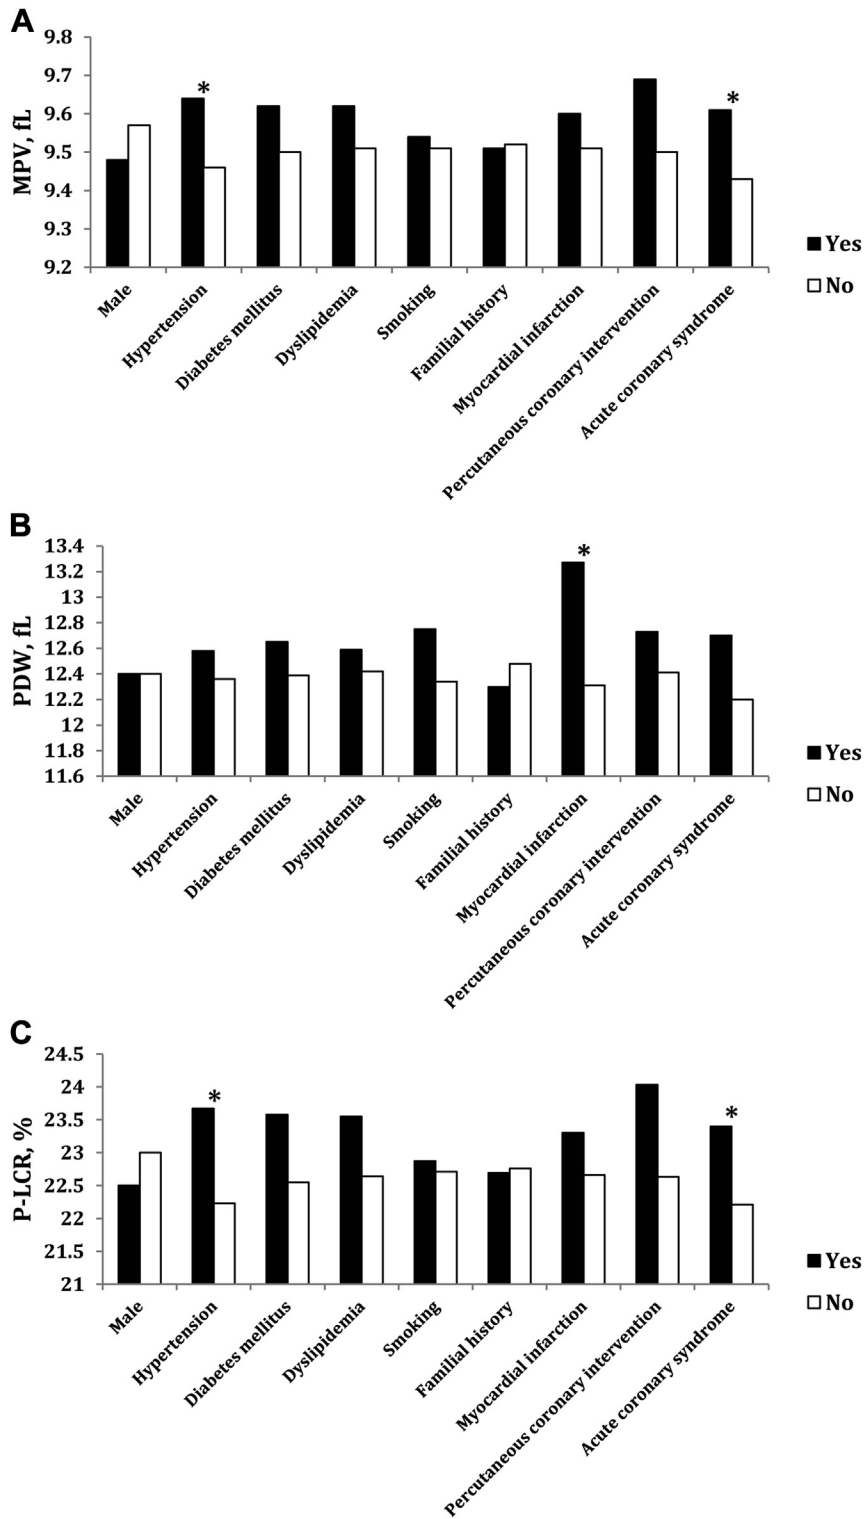 A
MPV, fL
9.8
9.7
9.6
9.5
9.4
9.3
9.2
*
*
Male
Hypertension
Diabetes mellitus
Dyslipidemia
Smoking
Familial history
Myocardial infarction
Percutaneous coronary intervention
Acute coronary syndrome
Yes
No
B
PDW, fL
13.4
13.2
13
12.8
12.6
12.4
12.2
12
11.8
11.6
*
Male
Hypertension
Diabetes mellitus
Dyslipidemia
Smoking
Familial history
Myocardial infarction
Percutaneous coronary intervention
Acute coronary syndrome
Yes
No
C
P-LCR, %
24.5
24
23.5
23
22.5
22
21.5
21
*
*
Male
Hypertension
Diabetes mellitus
Dyslipidemia
Smoking
Familial history
Myocardial infarction
Percutaneous coronary intervention
Acute coronary syndrome
Yes
No